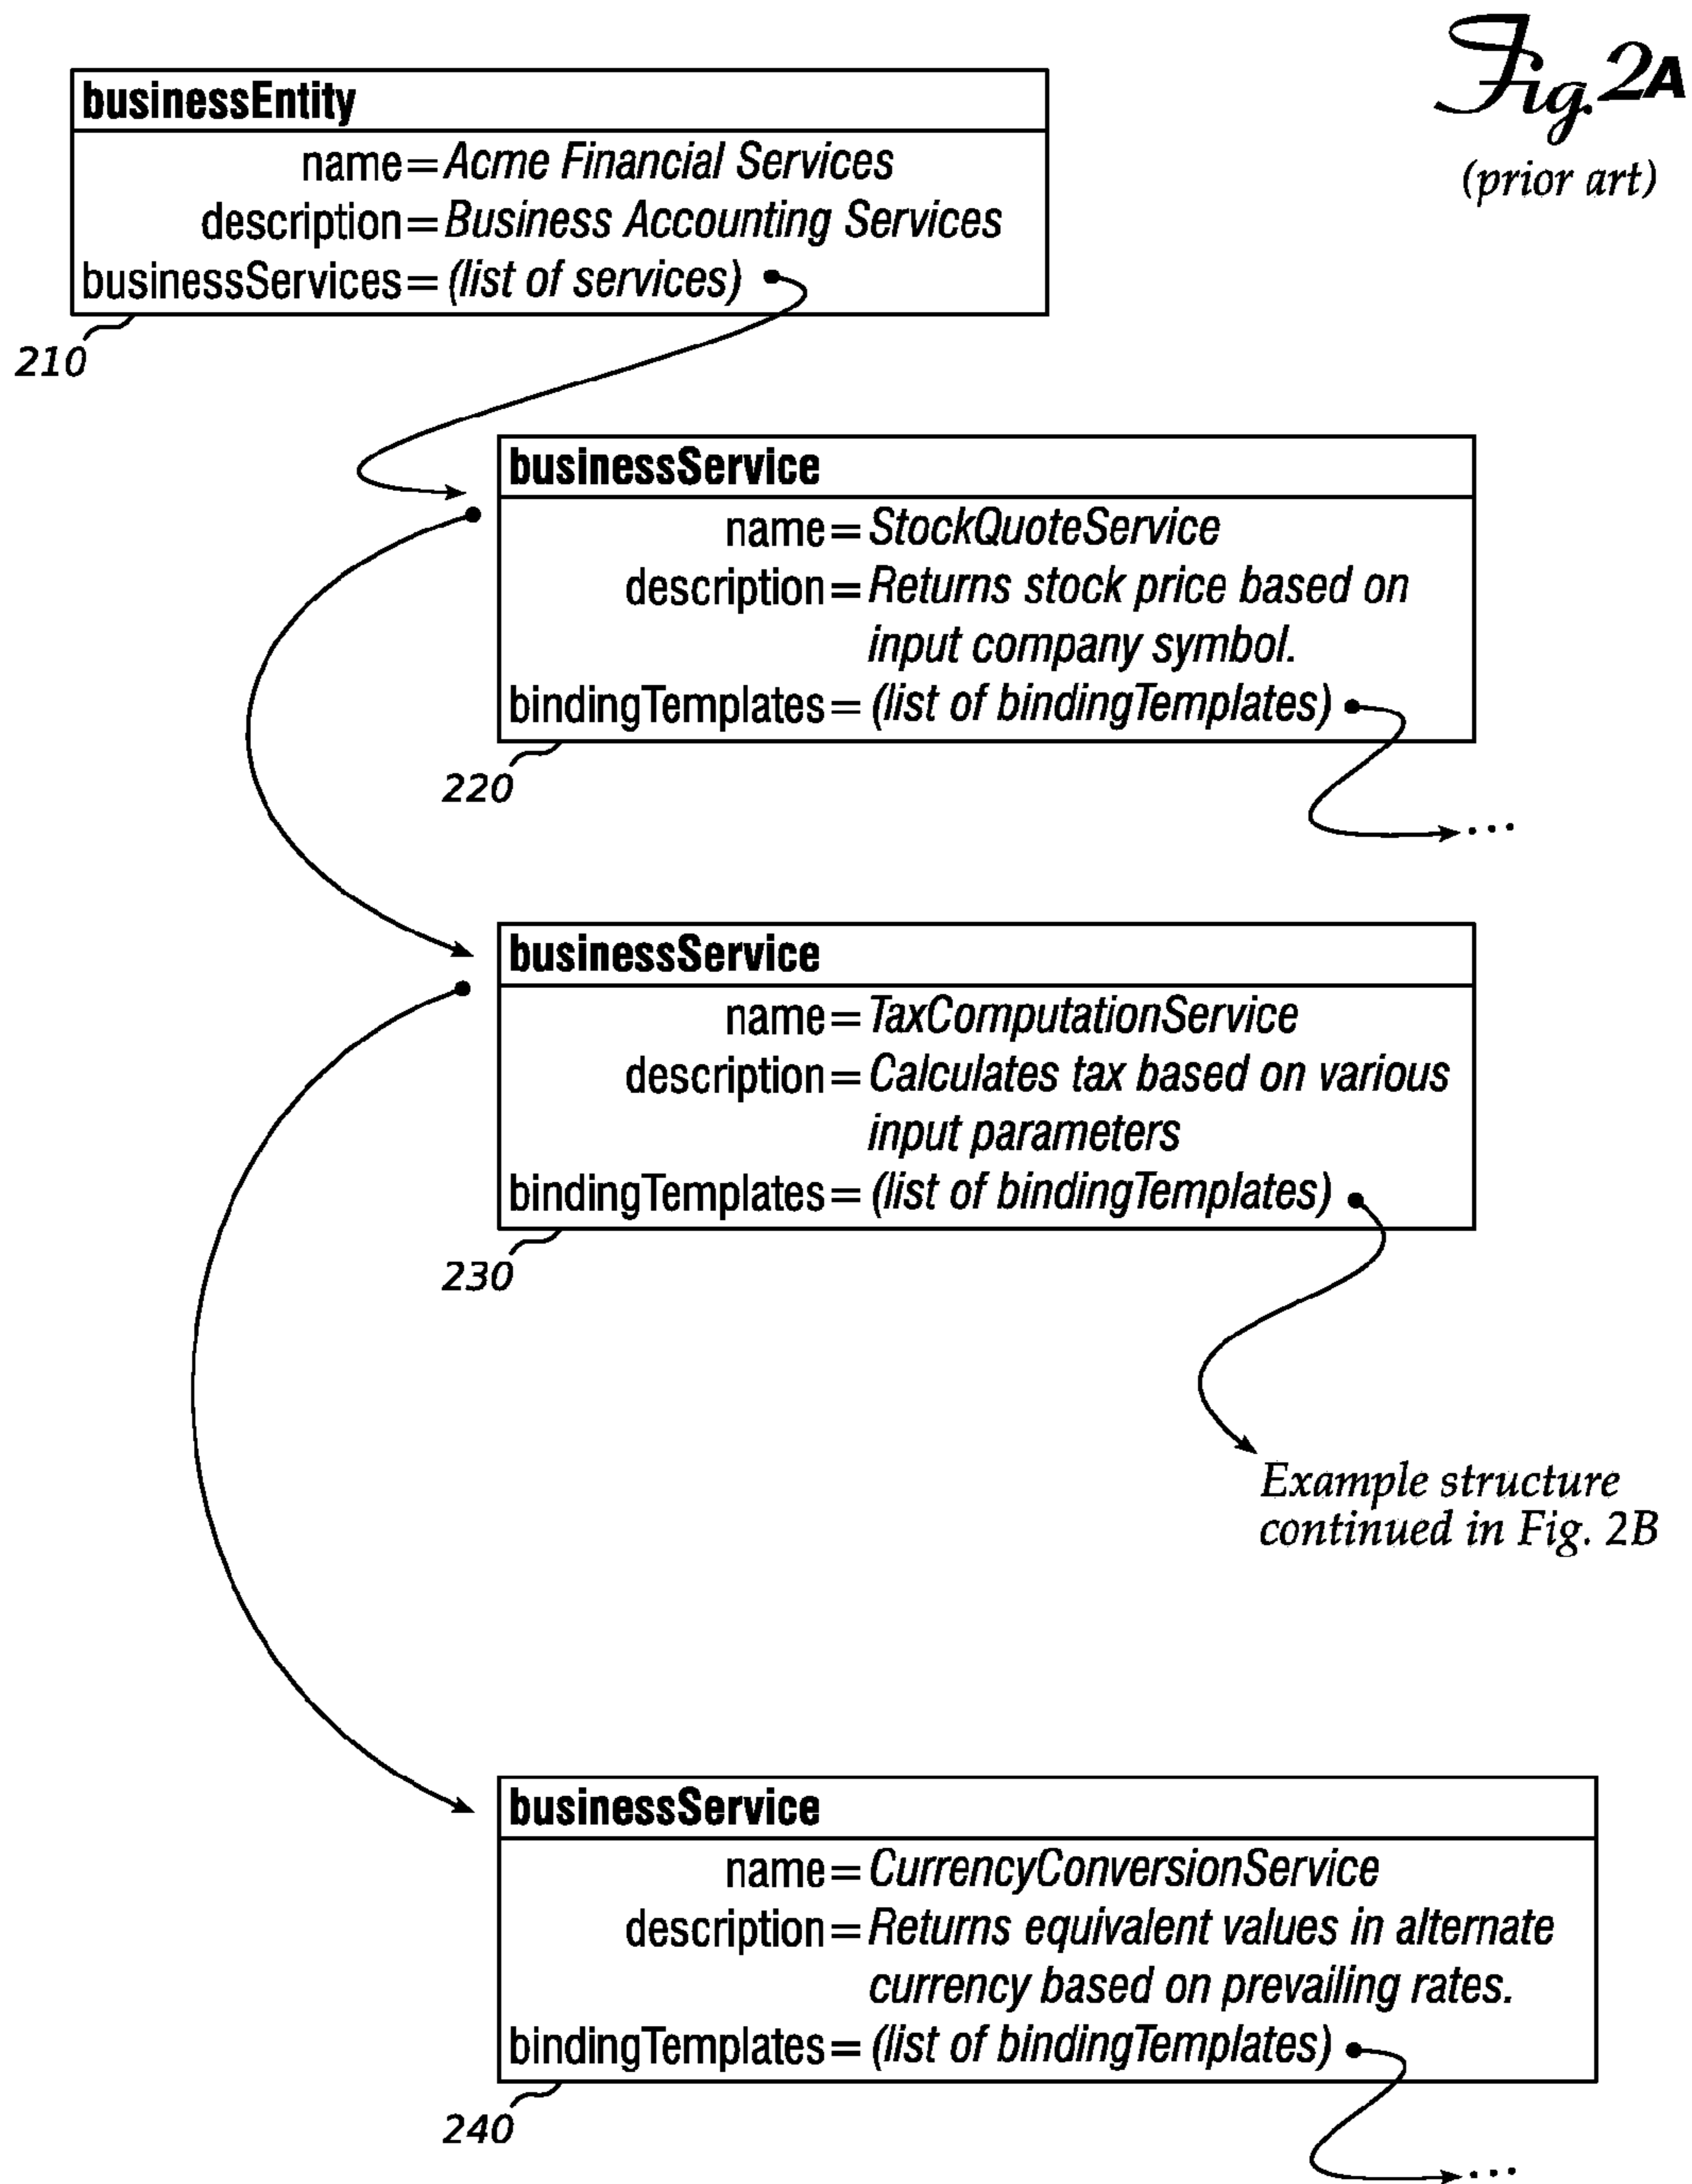 Fig. 2A
(prior art)
businessEntity
name=Acme Financial Services
description=Business Accounting Services
businessServices=(list of services)
210
businessService
name=StockQuoteService
description=Returns stock price based on
input company symbol.
bindingTemplates=(list of bindingTemplates)
220
...
businessService
name=TaxComputationService
description=Calculates tax based on various
input parameters
bindingTemplates=(list of bindingTemplates)
230
Example structure
continued in Fig. 2B
businessService
name=CurrencyConversionService
description=Returns equivalent values in alternate
currency based on prevailing rates.
bindingTemplates=(list of bindingTemplates)
240
...